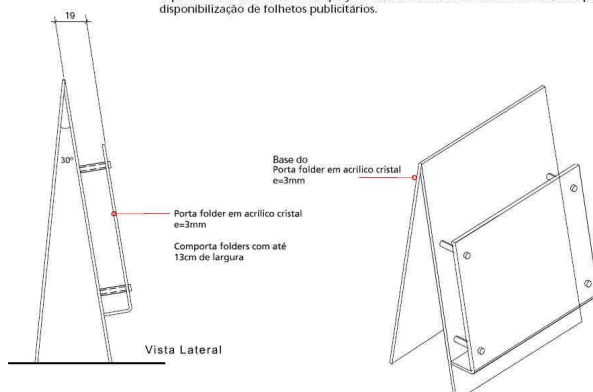 disponibilização de folhetos publicitários.
19
30º
Base do
Porta folder em acrílico cristal
e=3mm
Porta folder em acrílico cristal
e=3mm
Comporta folders com até
13cm de largura
Vista Lateral